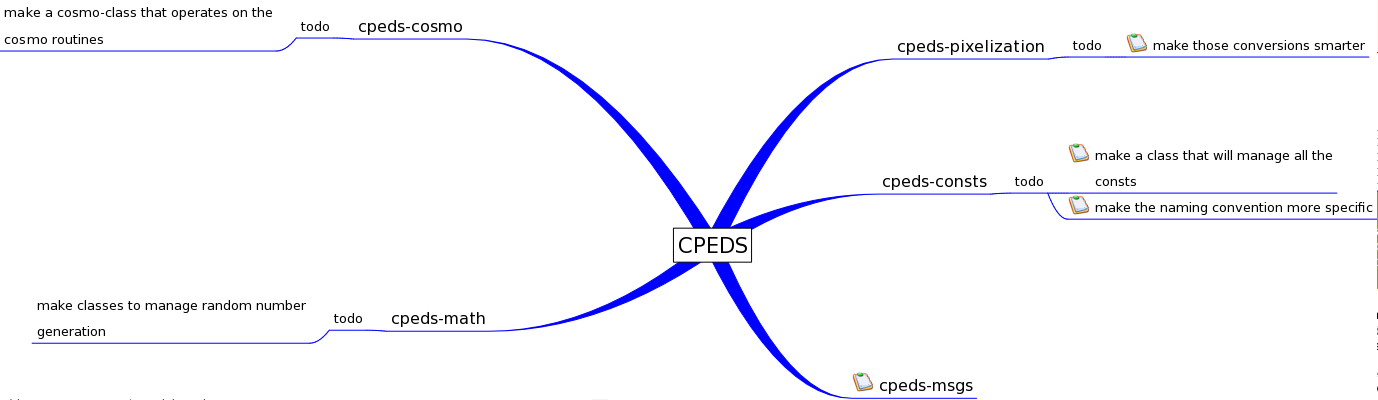 make a cosmo-class that operates on the
cosmo routines
todo
cpeds-cosmo
cpeds-pixelization
todo
make those conversions smarter
make a class that will manage all the
consts
cpeds-consts
todo
make the naming convention more specific
CPEDS
make classes to manage random number
generation
todo
cpeds-math
cpeds-msgs